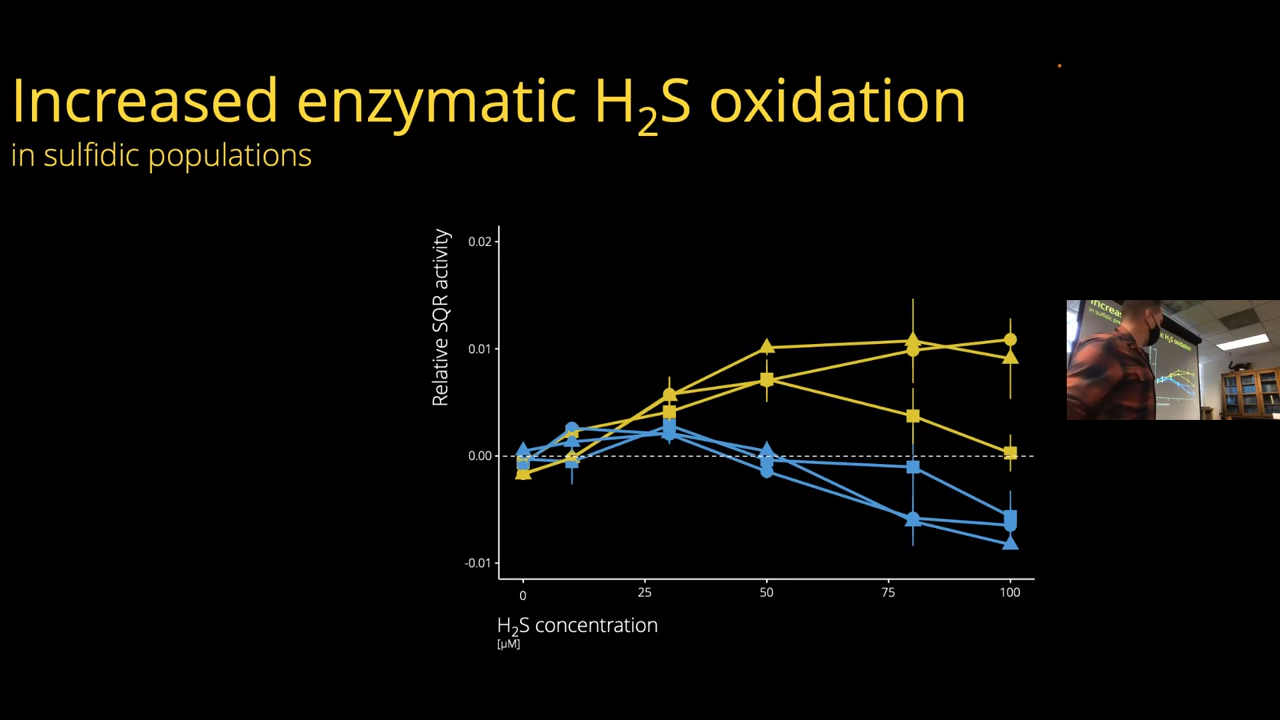 Increased enzymatic H₂S oxidation
in sulfidic populations
Relative SQR activity
0.02
0.01
0.00
-0.01
0
25
50
75
100
H₂S concentration
[µM]